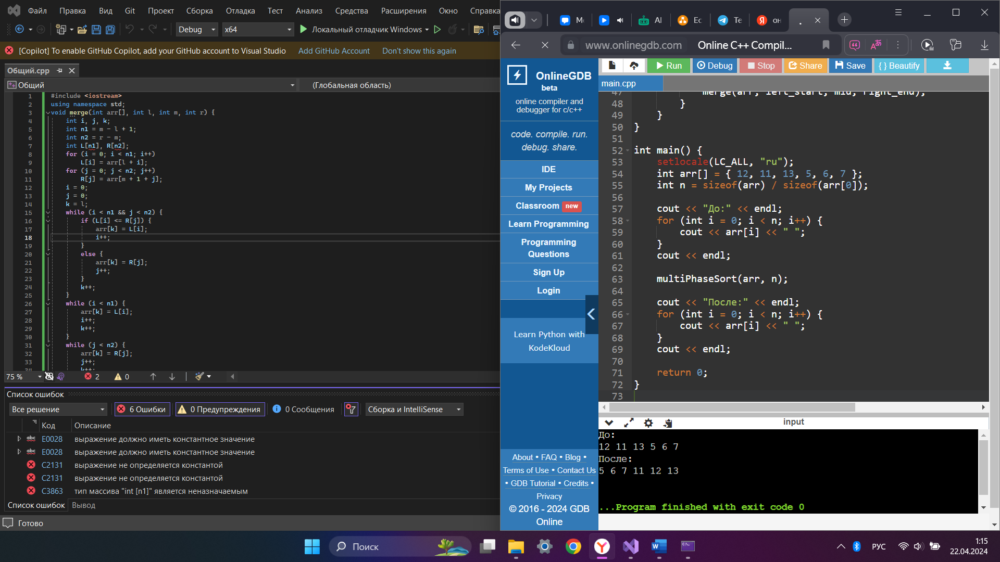 Файл Правка Вид Git Проект Сборка Отладка Тест Анализ Средства Расширения Окно Справка
Debug x64 Локальный отладчик Windows
[Copilot] To enable GitHub Copilot, add your GitHub account to Visual Studio Add GitHub Account Don't show this again
Общий.cpp
Общий (Глобальная область)
1 #include <iostream>
2 using namespace std;
3 void merge(int arr[], int l, int m, int r) {
4 int i, j, k;
5 int n1 = m - l + 1;
6 int n2 = r - m;
7 int L[n1], R[n2];
8 for (i = 0; i < n1; i++)
9 L[i] = arr[l + i];
10 for (j = 0; j < n2; j++)
11 R[j] = arr[m + 1 + j];
12 i = 0;
13 j = 0;
14 k = l;
15 while (i < n1 && j < n2) {
16 if (L[i] <= R[j]) {
17 arr[k] = L[i];
18 i++;
19 }
20 else {
21 arr[k] = R[j];
22 j++;
23 }
24 k++;
25 }
26 while (i < n1) {
27 arr[k] = L[i];
28 i++;
29 k++;
30 }
31 while (j < n2) {
32 arr[k] = R[j];
33 j++;
34 k++;
75 % 2 0
Список ошибок
Все решение 6 Ошибки 0 Предупреждения 0 Сообщения Сборка и IntelliSense
Код Описание
abc E0028 выражение должно иметь константное значение
abc E0028 выражение должно иметь константное значение
C2131 выражение не определяется константой
C2131 выражение не определяется константой
C3863 тип массива "int [n1]" является неназначаемым
Список ошибок Вывод
Готово
AI Ec Te он .
www.onlinegdb.com Online C++ Compil...
OnlineGDB
beta
online compiler and
debugger for c/c++
code. compile. run.
debug. share.
IDE
My Projects
Classroom new
Learn Programming
Programming
Questions
Sign Up
Login
Learn Python with
KodeKloud
About • FAQ • Blog •
Terms of Use • Contact Us
• GDB Tutorial • Credits •
Privacy
© 2016 - 2024 GDB
Online
Run Debug Stop Share Save { } Beautify
main.cpp
47 merge(arr, left_start, mid, right_end);
48 }
49 }
50 }
51
52 int main() {
53 setlocale(LC_ALL, "ru");
54 int arr[] = { 12, 11, 13, 5, 6, 7 };
55 int n = sizeof(arr) / sizeof(arr[0]);
56
57 cout << "До:" << endl;
58 for (int i = 0; i < n; i++) {
59 cout << arr[i] << " ";
60 }
61 cout << endl;
62
63 multiPhaseSort(arr, n);
64
65 cout << "После:" << endl;
66 for (int i = 0; i < n; i++) {
67 cout << arr[i] << " ";
68 }
69 cout << endl;
70
71 return 0;
72 }
73
input
До:
12 11 13 5 6 7
После:
5 6 7 11 12 13
...Program finished with exit code 0
Поиск
РУС
1:15
22.04.2024